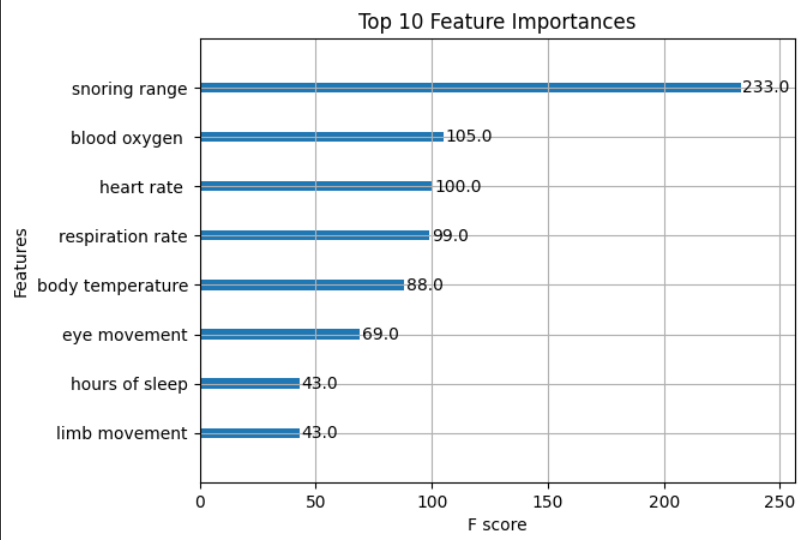 Top 10 Feature Importances
Features
snoring range 233.0
blood oxygen 105.0
heart rate 100.0
respiration rate 99.0
body temperature 88.0
eye movement 69.0
hours of sleep 43.0
limb movement 43.0
0 50 100 150 200 250
F score